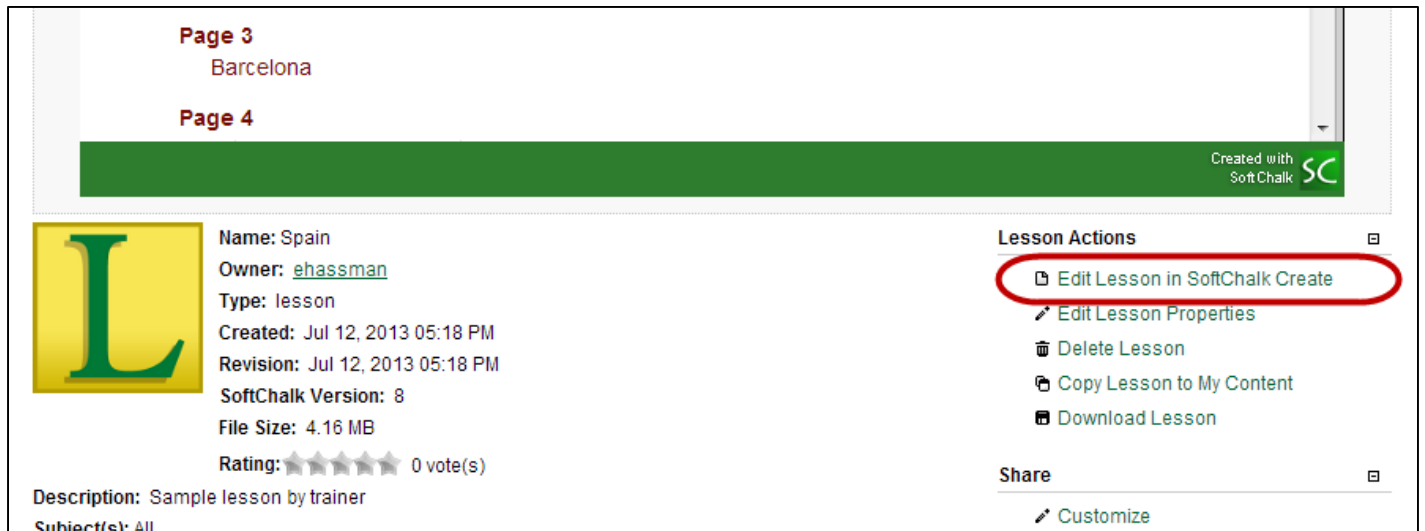 Page 3
Barcelona
Page 4
Created with
SoftChalk SC
L
Name: Spain
Owner: ehassman
Type: lesson
Created: Jul 12, 2013 05:18 PM
Revision: Jul 12, 2013 05:18 PM
SoftChalk Version: 8
File Size: 4.16 MB
Rating: 0 vote(s)
Description: Sample lesson by trainer
Subject(s): All
Lesson Actions
Edit Lesson in SoftChalk Create
Edit Lesson Properties
Delete Lesson
Copy Lesson to My Content
Download Lesson
Share
Customize